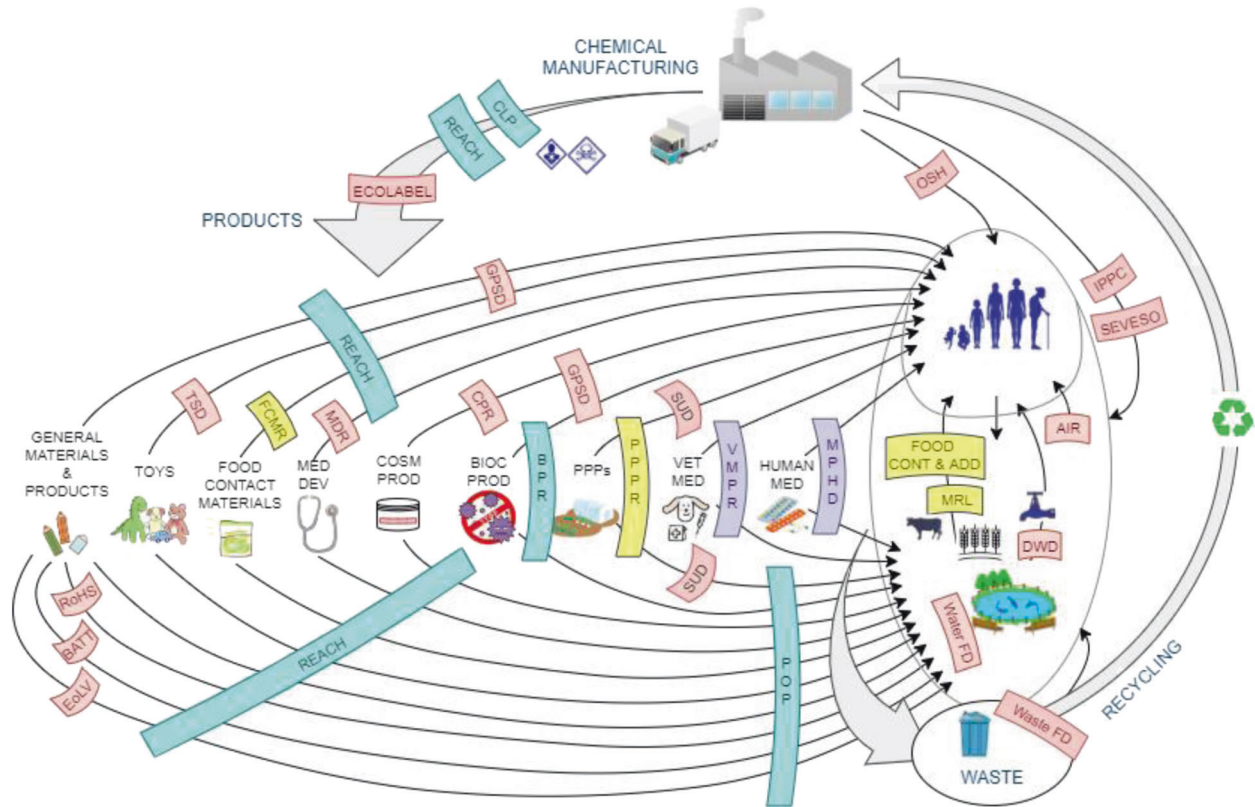 CHEMICAL
MANUFACTURING
CLP
REACH
ECOLABEL
PRODUCTS
OSH
IPPC
SEVESO
GPSD
REACH
TSD
FCMR
MDR
CPR
GPSD
SUD
AIR
GENERAL
MATERIALS
&
PRODUCTS
TOYS
FOOD
CONTACT
MATERIALS
MED
DEV
COSM
PROD
BIOC
PROD
BPR
PPPs
PPPR
VET
MED
VMPR
HUMAN
MED
MPHD
FOOD
CONT & ADD
MRL
DWD
SUD
RoHS
BATT
EoLV
REACH
POP
Water FD
Waste FD
WASTE
RECYCLING